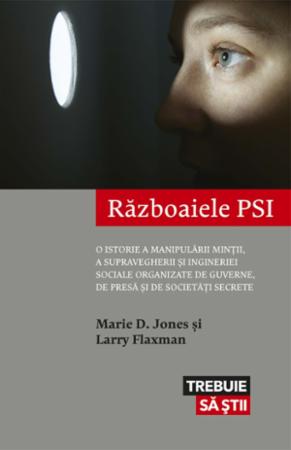 Războaiele PSI
O ISTORIE A MANIPULĂRII MINȚII,
A SUPRAVEGHERII ȘI INGINERIEI
SOCIALE ORGANIZATE DE GUVERNE,
DE PRESĂ ȘI DE SOCIETĂȚI SECRETE
Marie D. Jones și
Larry Flaxman
TREBUIE
SĂ ȘTII